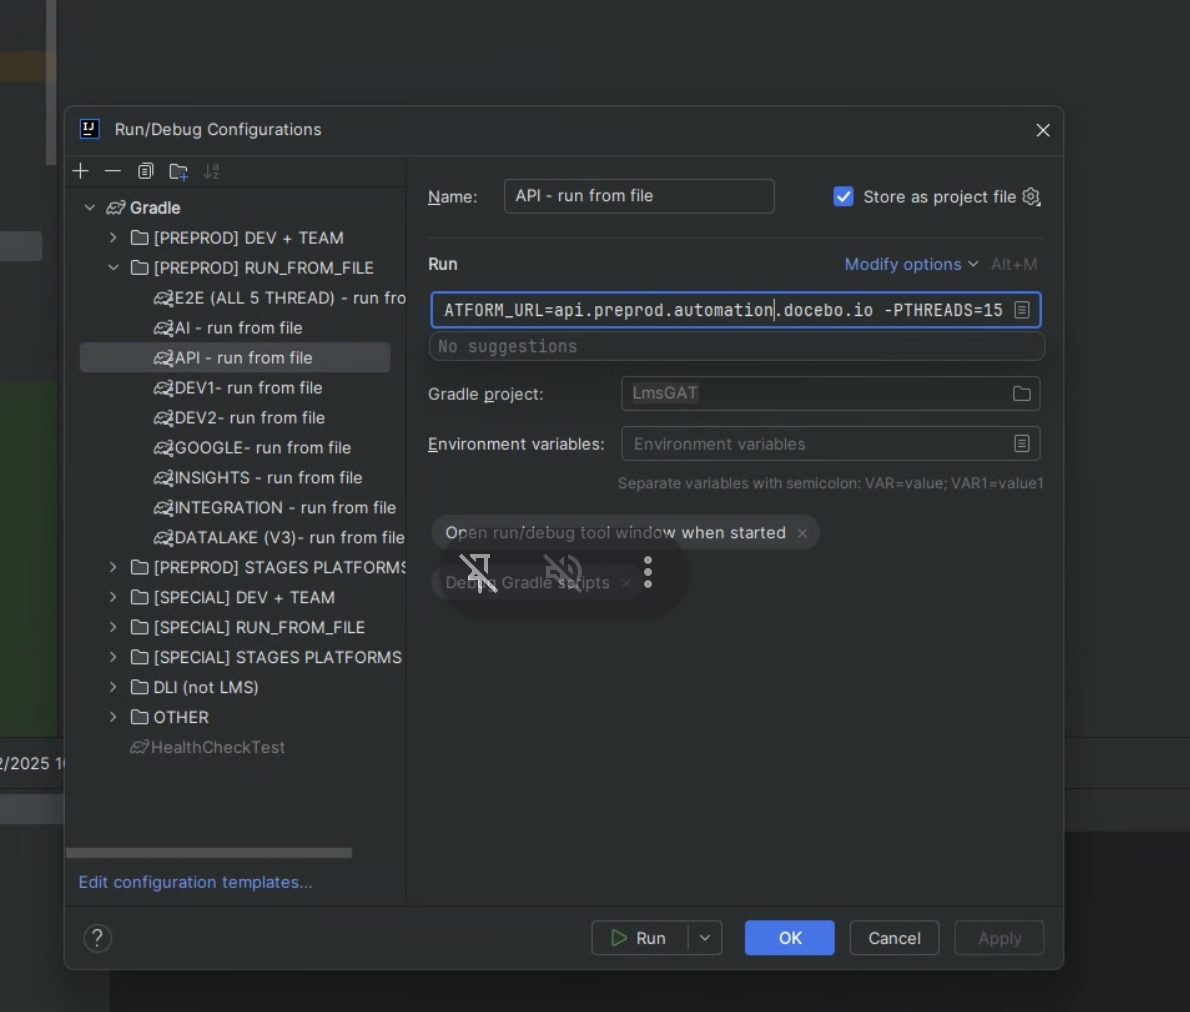 IJ Run/Debug Configurations
Gradle
[PREPROD] DEV + TEAM
[PREPROD] RUN_FROM_FILE
E2E (ALL 5 THREAD) - run fro
AI - run from file
API - run from file
DEV1- run from file
DEV2- run from file
GOOGLE- run from file
INSIGHTS - run from file
INTEGRATION - run from file
DATALAKE (V3)- run from file
[PREPROD] STAGES PLATFORMS
[SPECIAL] DEV + TEAM
[SPECIAL] RUN_FROM_FILE
[SPECIAL] STAGES PLATFORMS
DLI (not LMS)
OTHER
HealthCheckTest
Edit configuration templates...
Name: API - run from file
Store as project file
Run
Modify options Alt+M
ATFORM_URL=api.preprod.automation.docebo.io -PTHREADS=15
No suggestions
Gradle project: LmsGAT
Environment variables: Environment variables
Separate variables with semicolon: VAR=value; VAR1=value1
Open run/debug tool window when started ×
Debug Gradle scripts ×
2/2025 1
? Run OK Cancel Apply